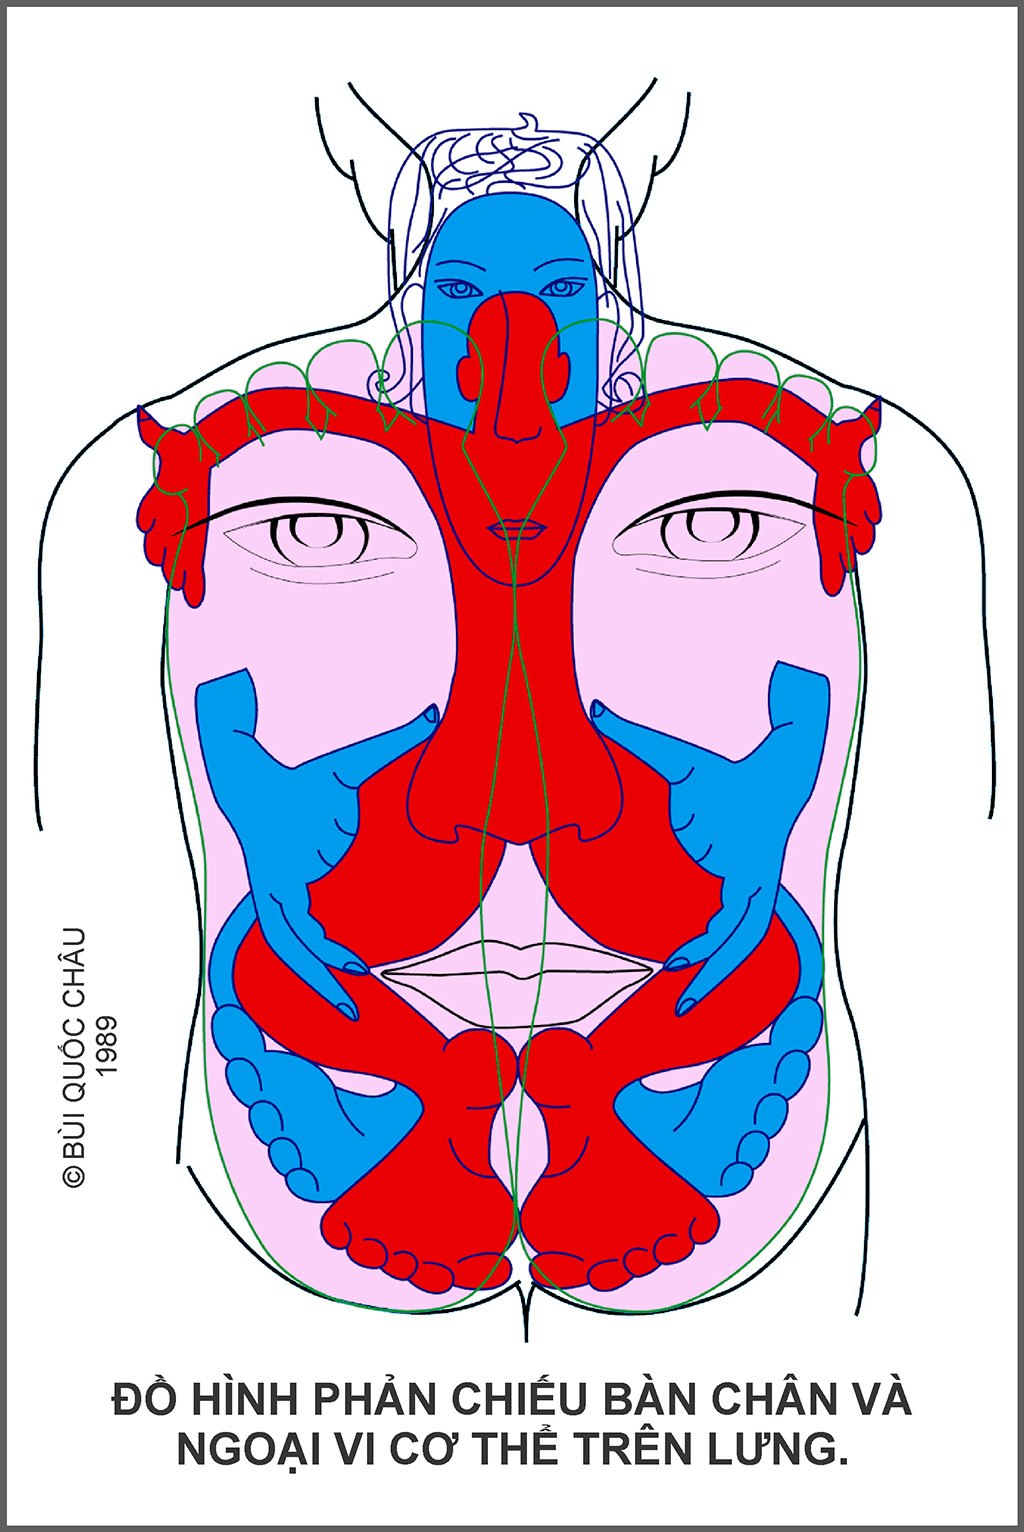 © BÙI QUỐC CHÂU
1989
ĐỒ HÌNH PHẢN CHIẾU BÀN CHÂN VÀ
NGOẠI VI CƠ THỂ TRÊN LƯNG.